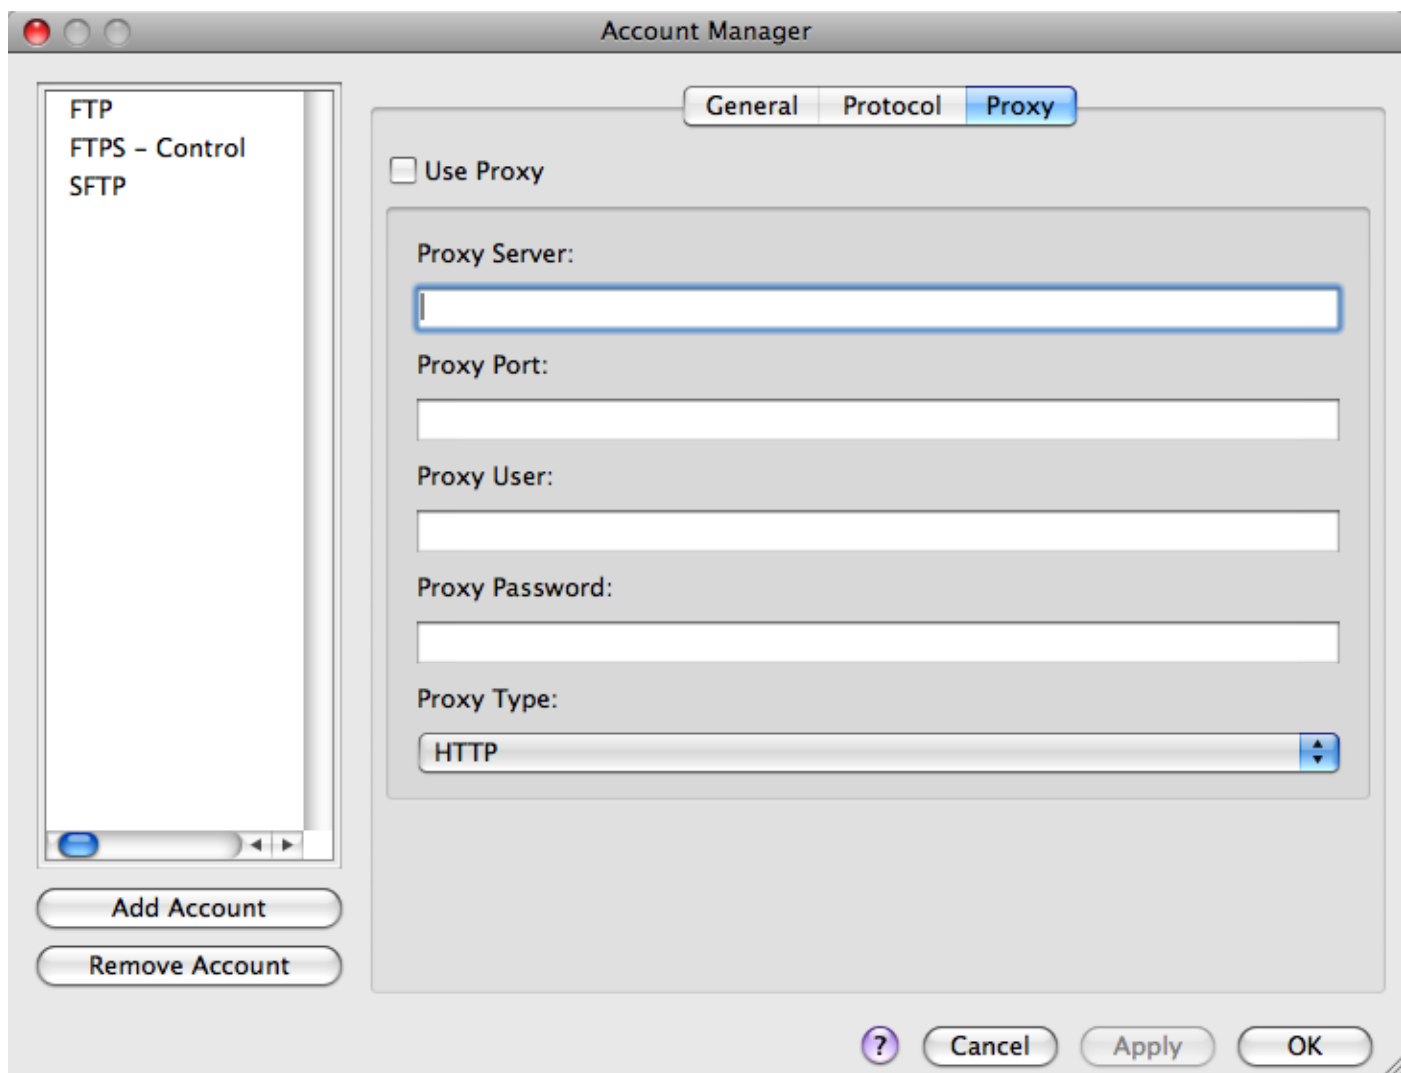 Account Manager
FTP
FTPS – Control
SFTP
Add Account
Remove Account
General Protocol Proxy
Use Proxy
Proxy Server:
Proxy Port:
Proxy User:
Proxy Password:
Proxy Type:
HTTP
? Cancel Apply OK